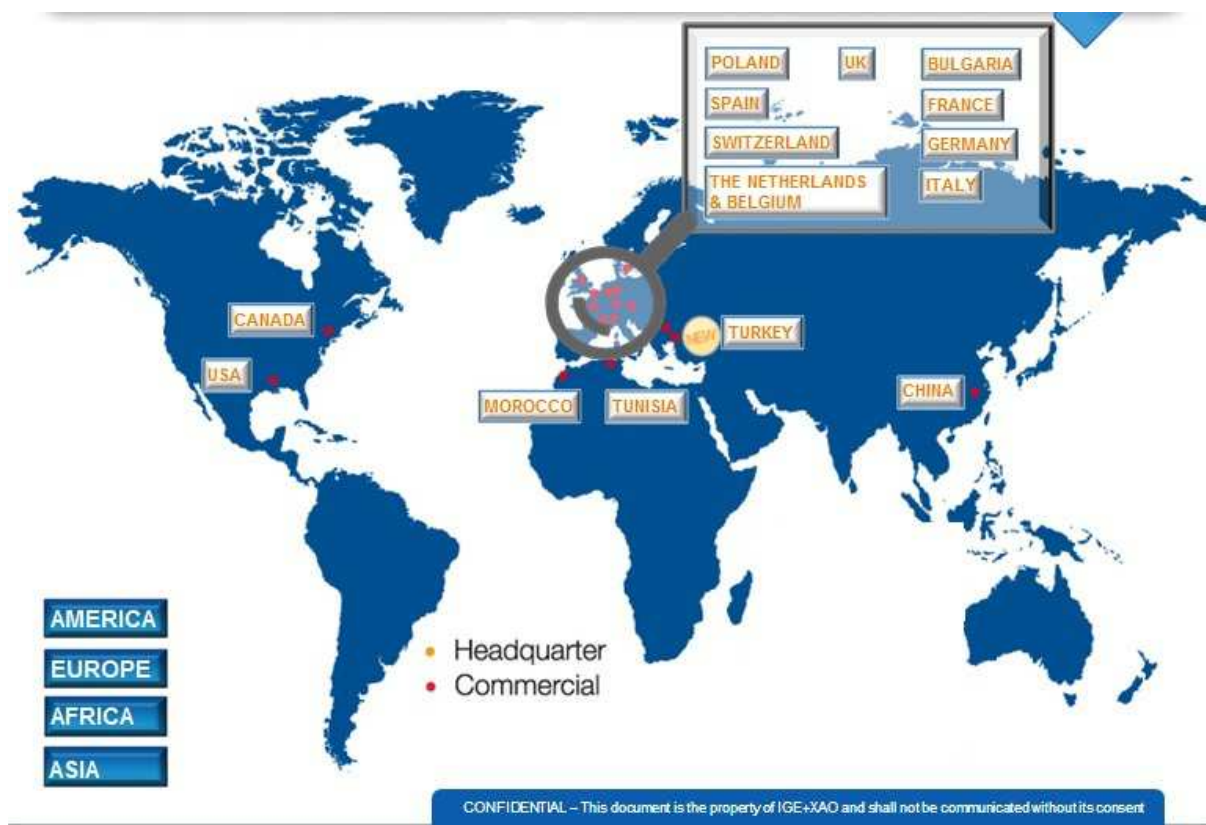 POLAND
UK
BULGARIA
SPAIN
FRANCE
SWITZERLAND
GERMANY
THE NETHERLANDS
& BELGIUM
ITALY
CANADA
NEW
TURKEY
USA
MOROCCO
TUNISIA
CHINA
AMERICA
EUROPE
AFRICA
ASIA
Headquarter
Commercial
CONFIDENTIAL – This document is the property of IGE+XAO and shall not be communicated without its consent